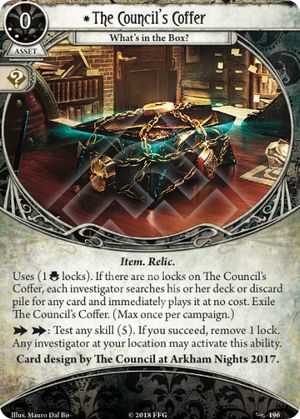 0
* The Council's Coffer
What's in the Box?
ASSET
Item. Relic.
Uses (1 locks). If there are no locks on The Council's
Coffer, each investigator searches his or her deck or discard
pile for any card and immediately plays it at no cost. Exile
The Council's Coffer. (Max once per campaign.)
: Test any skill (5). If you succeed, remove 1 lock.
Any investigator at your location may activate this ability.
Card design by The Council at Arkham Nights 2017.
Illus. Mauro Dal Bo
© 2018 FFG
196